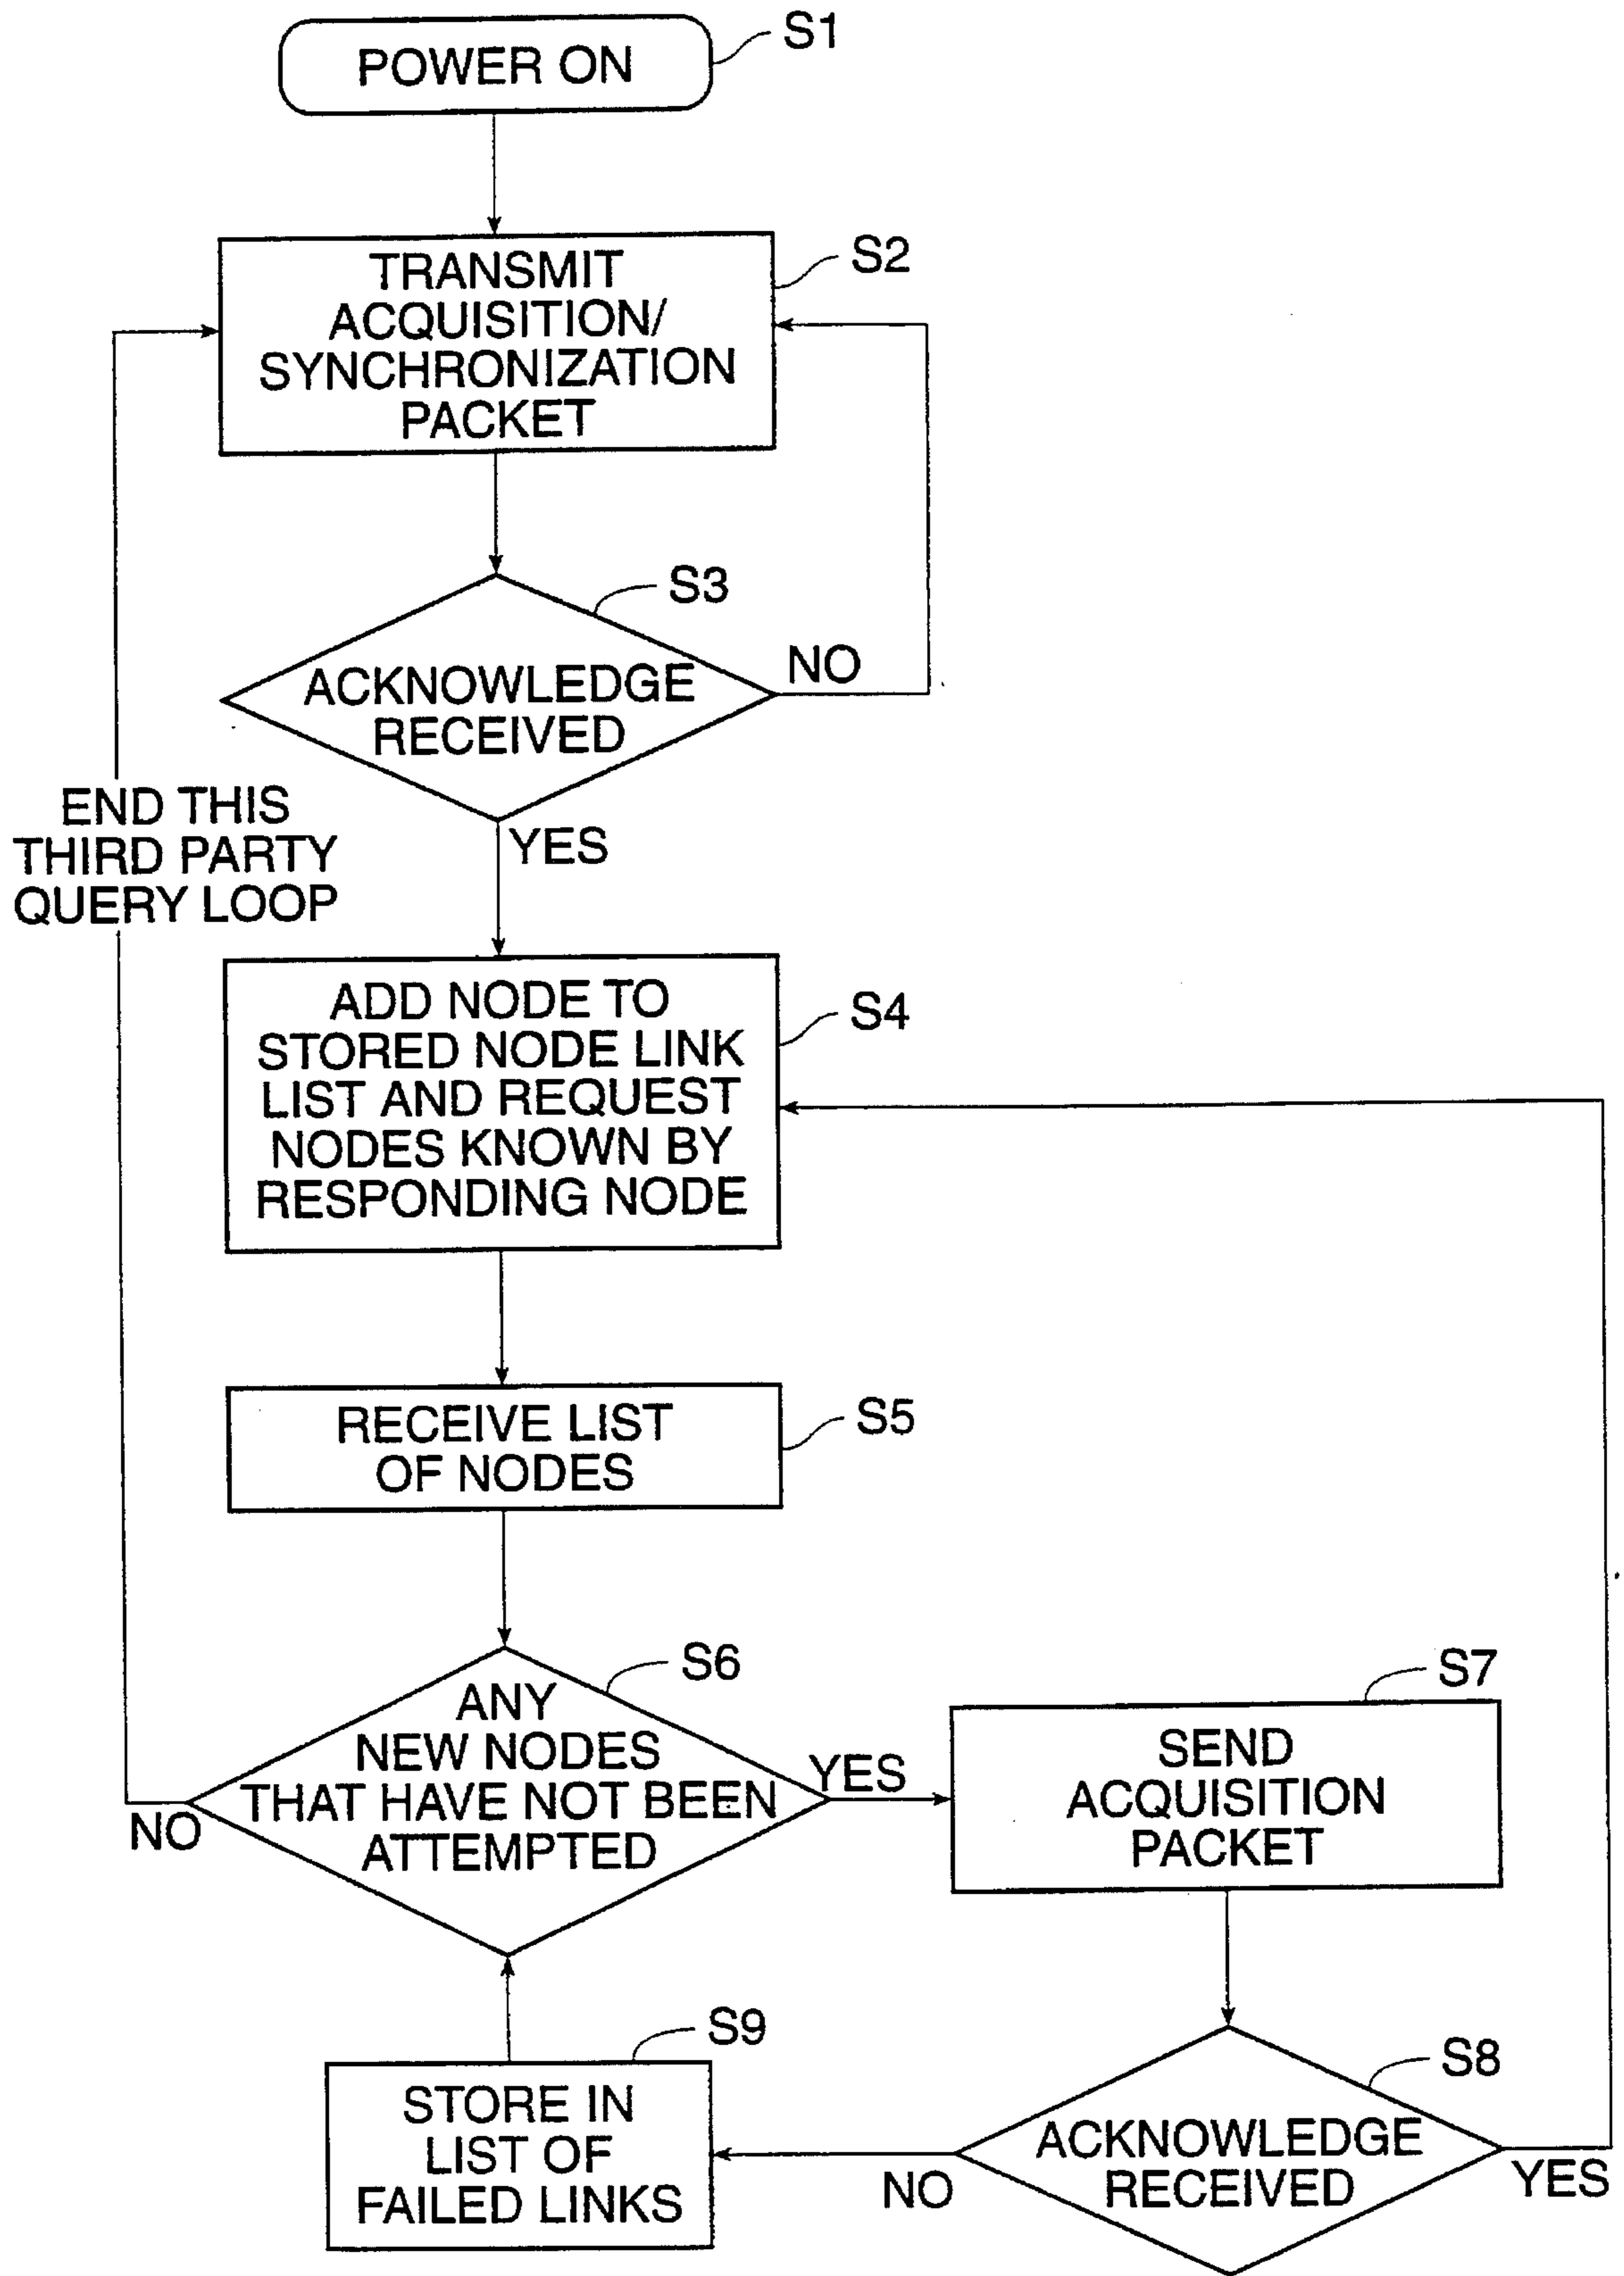 S1
POWER ON
S2
TRANSMIT
ACQUISITION/
SYNCHRONIZATION
PACKET
S3
ACKNOWLEDGE
RECEIVED
NO
YES
END THIS
THIRD PARTY
QUERY LOOP
S4
ADD NODE TO
STORED NODE LINK
LIST AND REQUEST
NODES KNOWN BY
RESPONDING NODE
S5
RECEIVE LIST
OF NODES
S6
ANY
NEW NODES
THAT HAVE NOT BEEN
ATTEMPTED
NO
YES
S7
SEND
ACQUISITION
PACKET
S8
ACKNOWLEDGE
RECEIVED
NO
YES
S9
STORE IN
LIST OF
FAILED LINKS